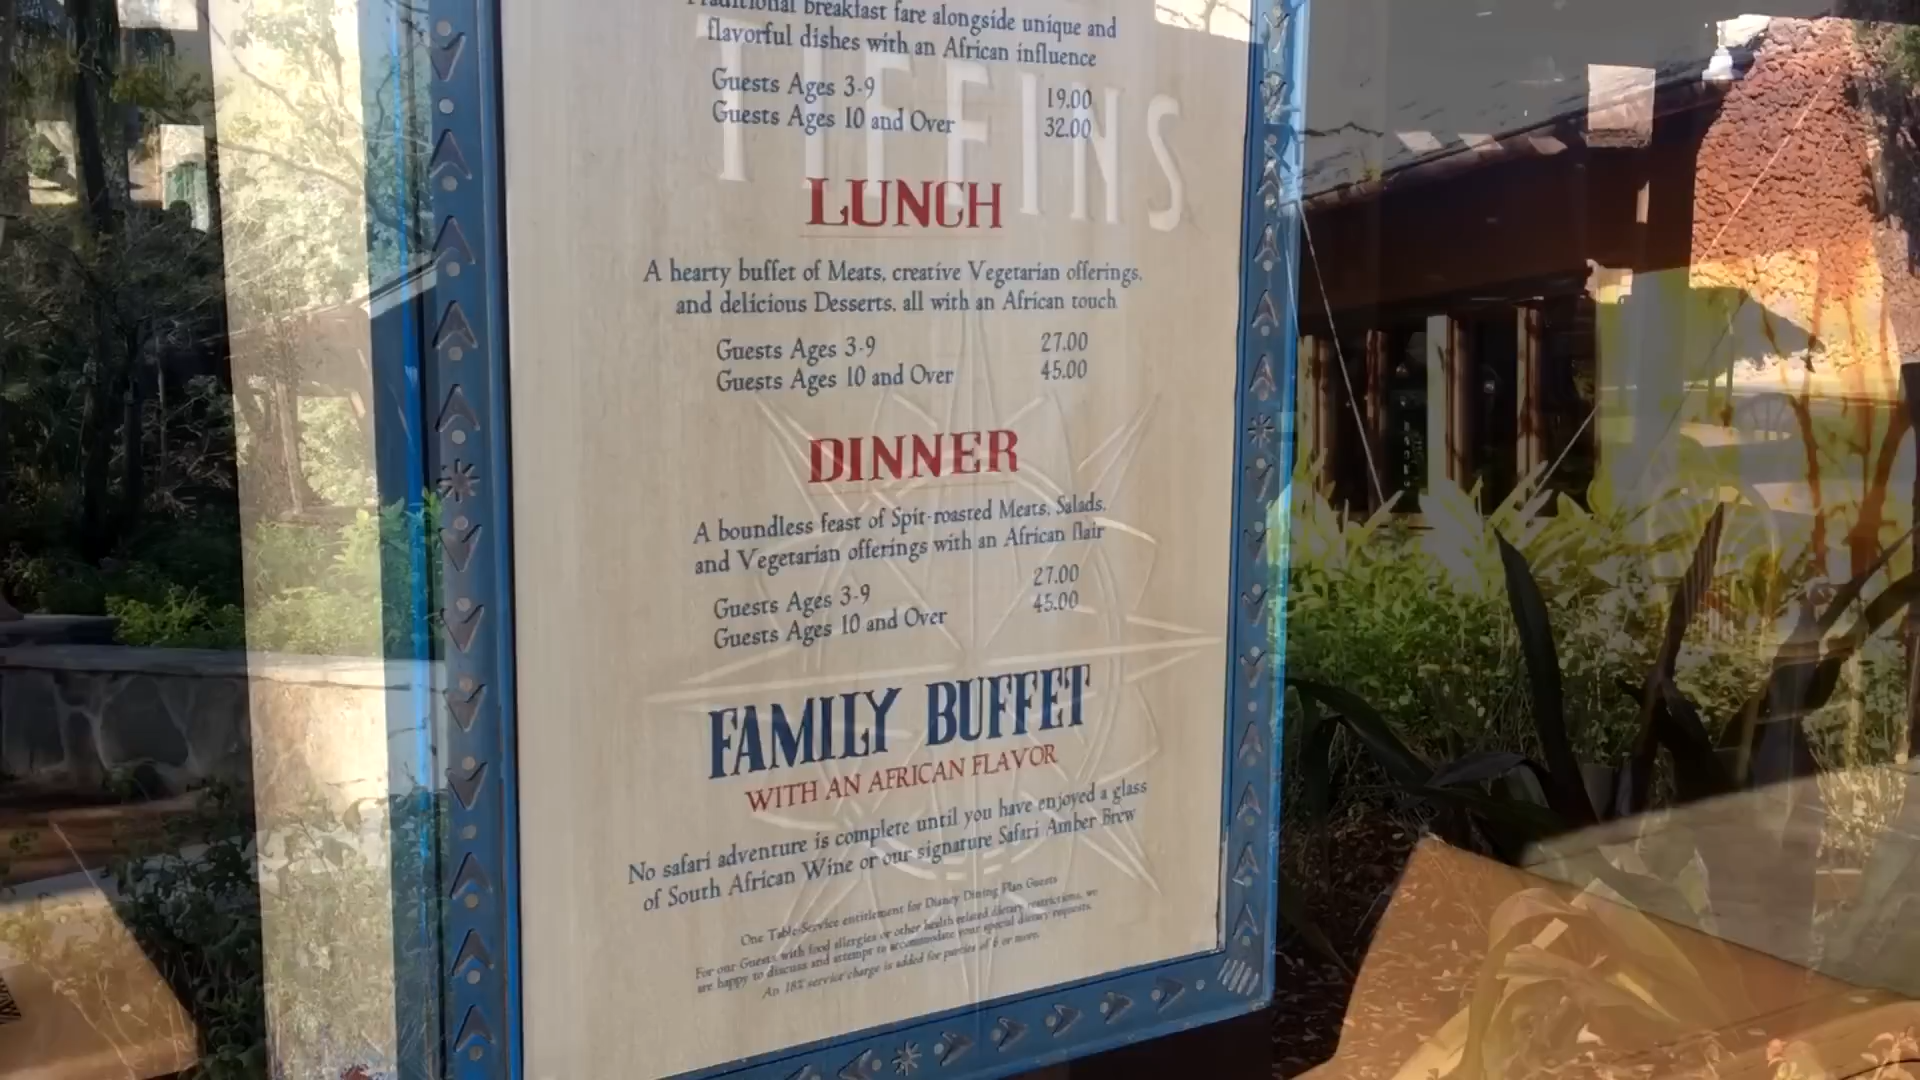 Traditional breakfast fare alongside unique and
flavorful dishes with an African influence
Guests Ages 3-9 19.00
Guests Ages 10 and Over 32.00
TIFFINS
LUNCH
A hearty buffet of Meats, creative Vegetarian offerings,
and delicious Desserts, all with an African touch
Guests Ages 3-9 27.00
Guests Ages 10 and Over 45.00
DINNER
A boundless feast of Spit-roasted Meats, Salads,
and Vegetarian offerings with an African flair
Guests Ages 3-9 27.00
Guests Ages 10 and Over 45.00
FAMILY BUFFET
WITH AN AFRICAN FLAVOR
No safari adventure is complete until you have enjoyed a glass
of South African Wine or our signature Safari Amber Brew
One Table-Service entitlement for Disney Dining Plan Guests
For our Guests with food allergies or other health related dietary restrictions, we
are happy to discuss and attempt to accommodate your special dietary requests.
An 18% service charge is added for parties of 6 or more.